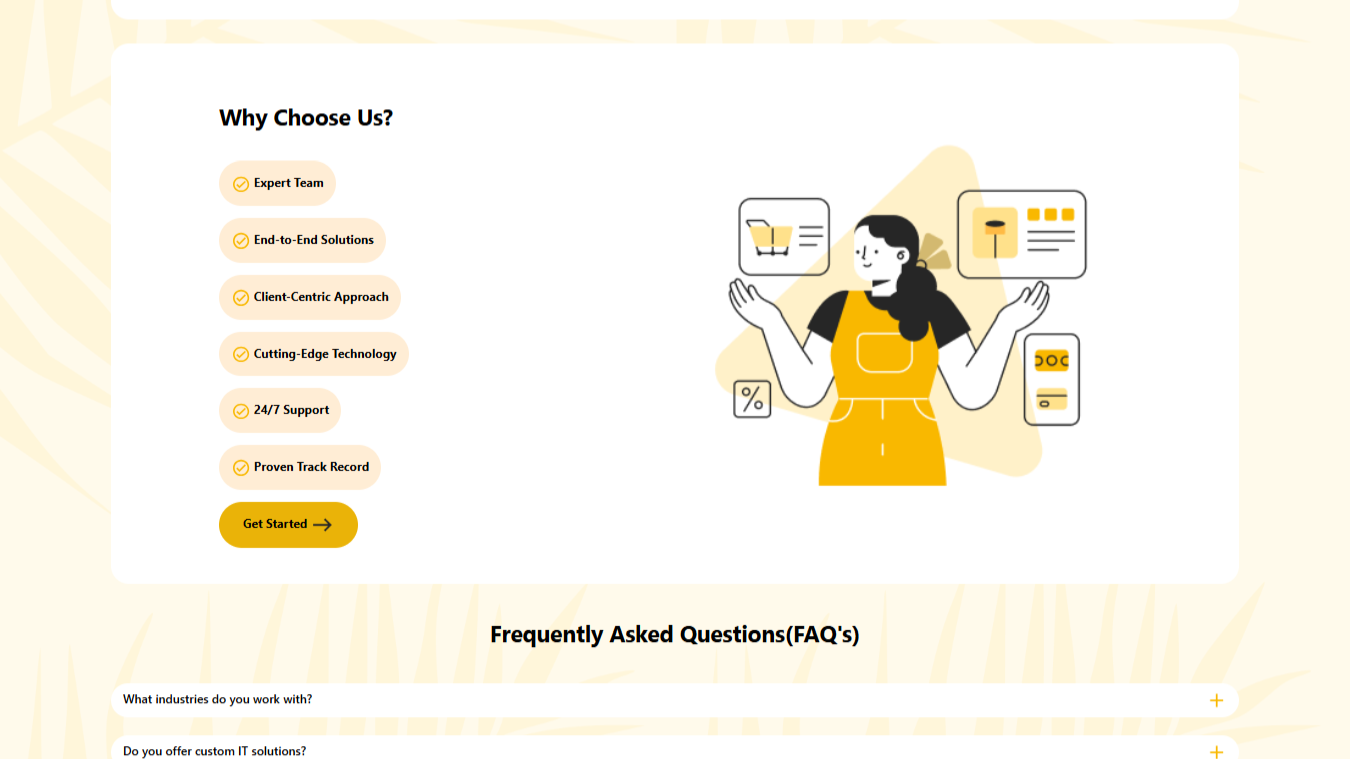 Why Choose Us?
Expert Team
End-to-End Solutions
Client-Centric Approach
Cutting-Edge Technology
24/7 Support
Proven Track Record
Get Started
%
Frequently Asked Questions(FAQ's)
What industries do you work with?
Do you offer custom IT solutions?